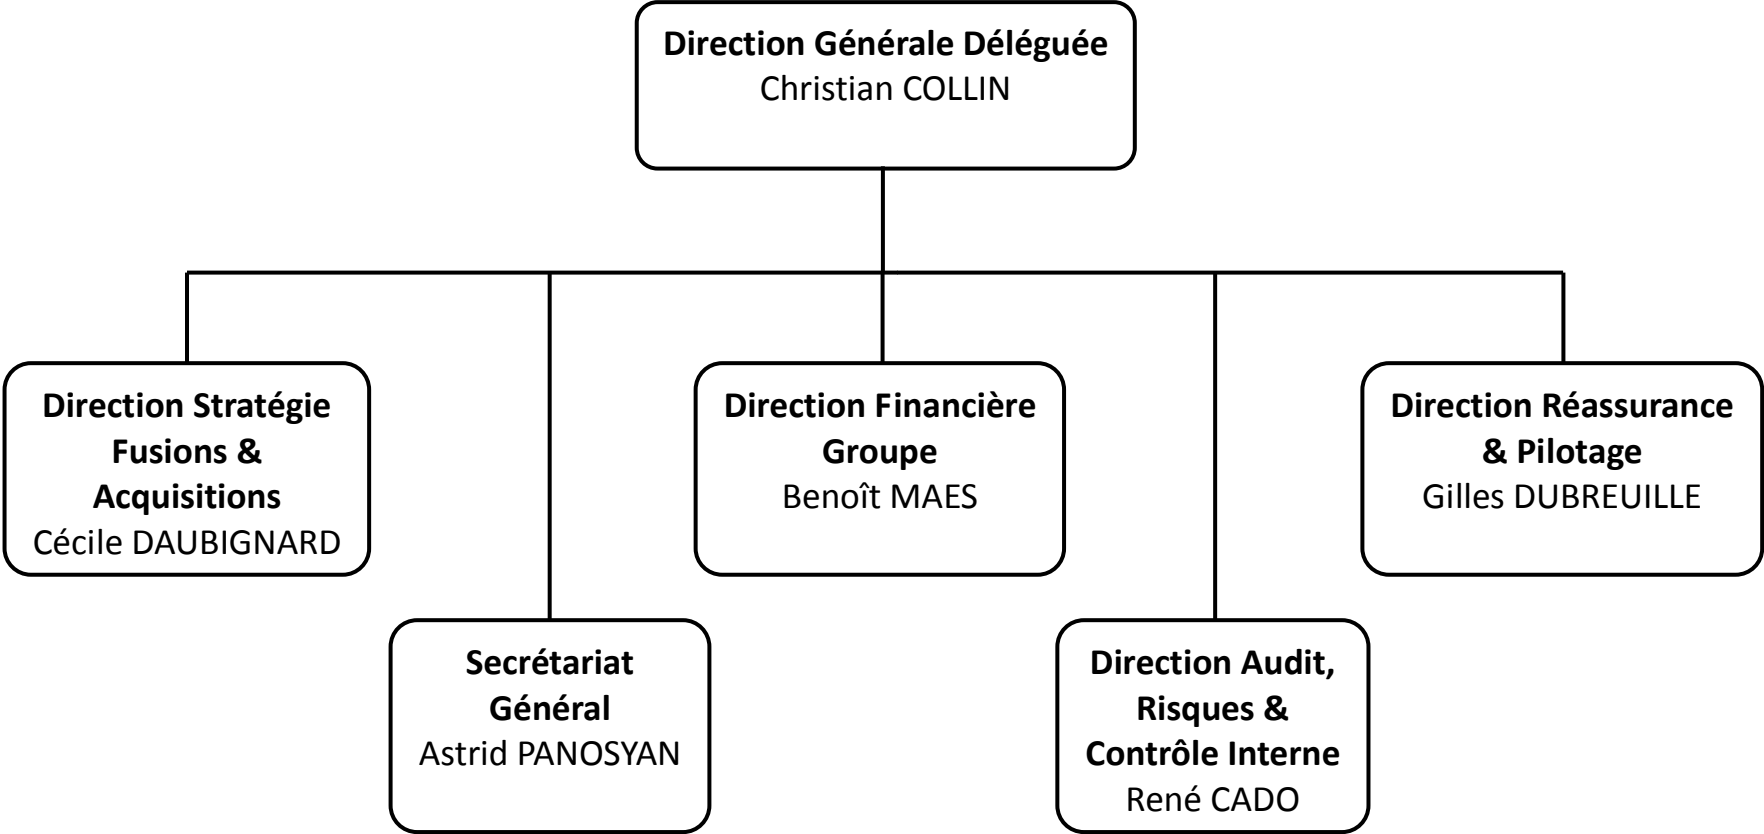 Direction Générale Déléguée
Christian COLLIN
Direction Stratégie
Fusions &
Acquisitions
Cécile DAUBIGNARD
Direction Financière
Groupe
Benoît MAES
Direction Réassurance
& Pilotage
Gilles DUBREUILLE
Secrétariat
Général
Astrid PANOSYAN
Direction Audit,
Risques &
Contrôle Interne
René CADO